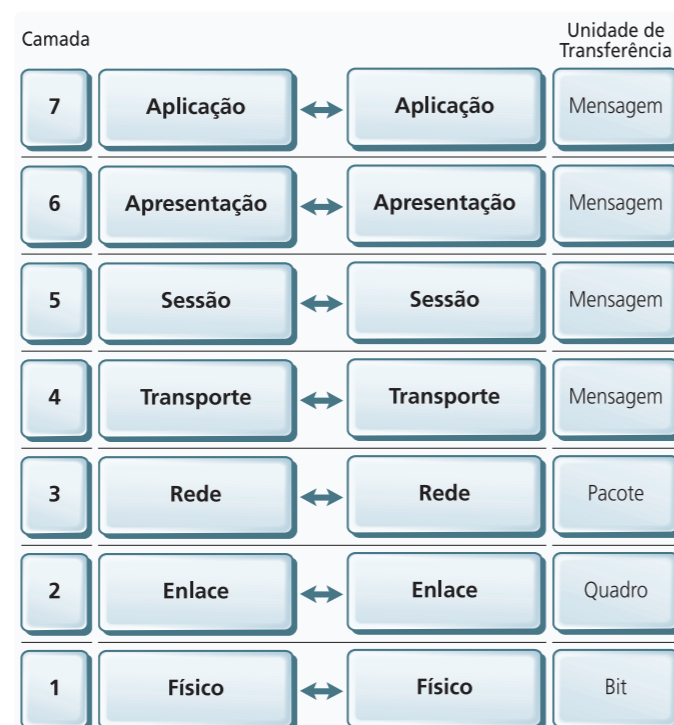 Camada
Unidade de
Transferência
7 Aplicação Aplicação Mensagem
6 Apresentação Apresentação Mensagem
5 Sessão Sessão Mensagem
4 Transporte Transporte Mensagem
3 Rede Rede Pacote
2 Enlace Enlace Quadro
1 Físico Físico Bit